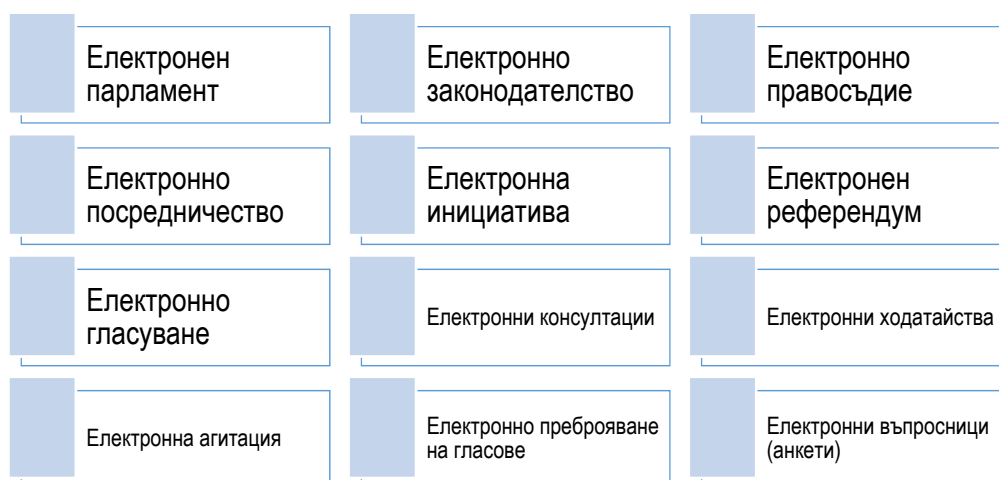 Електронен
парламент
Електронно
законодателство
Електронно
правосъдие
Електронно
посредничество
Електронна
инициатива
Електронен
референдум
Електронно
гласуване
Електронни консултации
Електронни ходатайства
Електронна агитация
Електронно преброяване
на гласове
Електронни въпросници
(анкети)